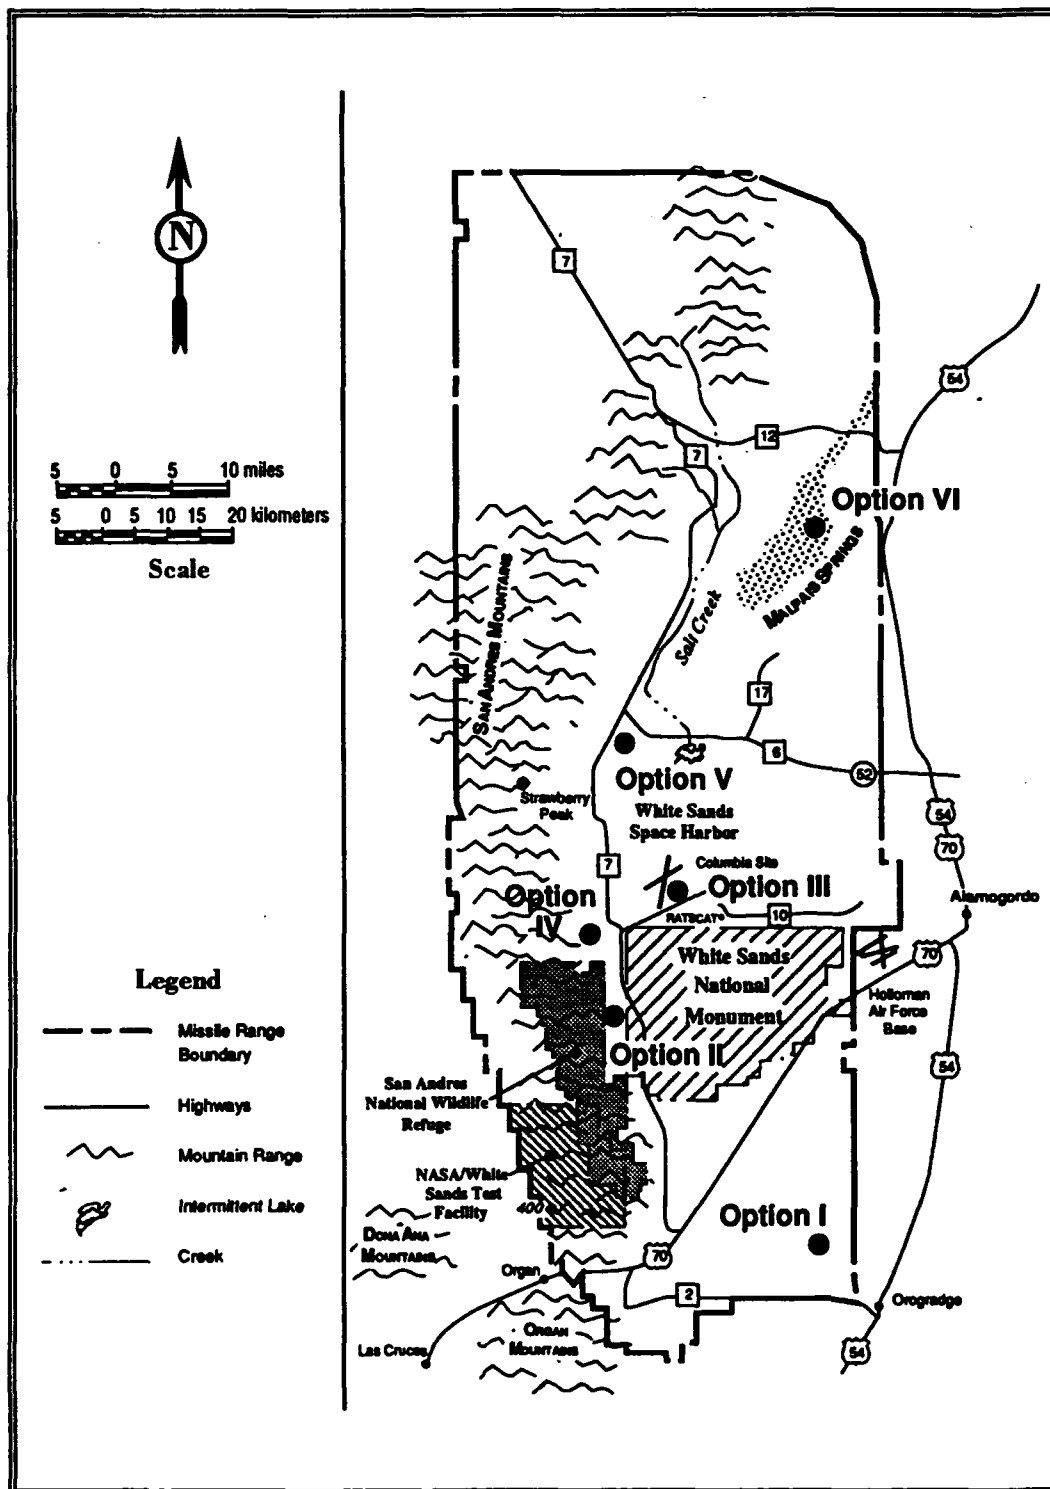 N
5 0 5 10 miles
5 0 5 10 15 20 kilometers
Scale
Legend
Missile Range
Boundary
Highways
Mountain Range
Intermittent Lake
Creek
7
54
12
7
Option VI
MALPAIS SPRINGS
SAN ANDRES MOUNTAINS
Salt Creek
17
6
52
Option V
Strawberry
Peak
White Sands
Space Harbor
54
70
7
Columbia Site
Option III
Option
IV
RATSCAT*
10
Alamogordo
70
White Sands
National
Monument
Holloman
Air Force
Base
Option II
54
San Andres
National Wildlife
Refuge
NASA/White
Sands Test
Facility
400
DONA ANA
MOUNTAINS
Option I
70
Organ
2
Orogradge
ORGAN
MOUNTAINS
Las Cruces
54